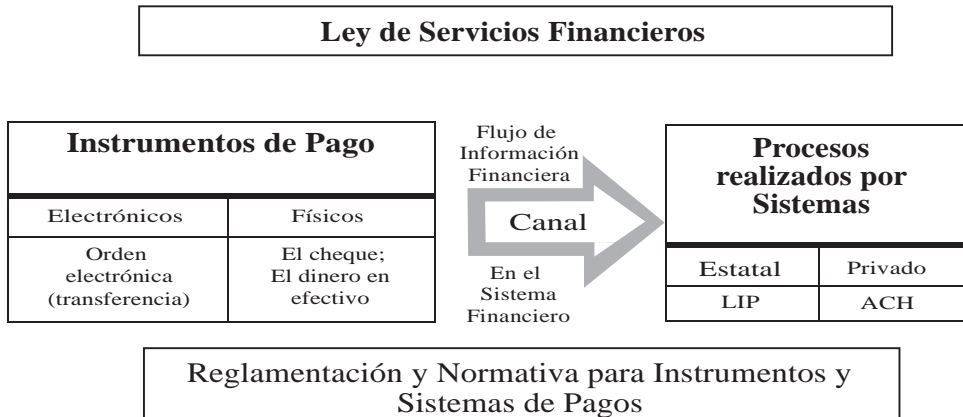 Ley de Servicios Financieros
Instrumentos de Pago
Electrónicos
Físicos
Orden
electrónica
(transferencia)
El cheque;
El dinero en
efectivo
Flujo de
Información
Financiera
Canal
En el
Sistema
Financiero
Procesos
realizados por
Sistemas
Estatal
Privado
LIP
ACH
Reglamentación y Normativa para Instrumentos y
Sistemas de Pagos